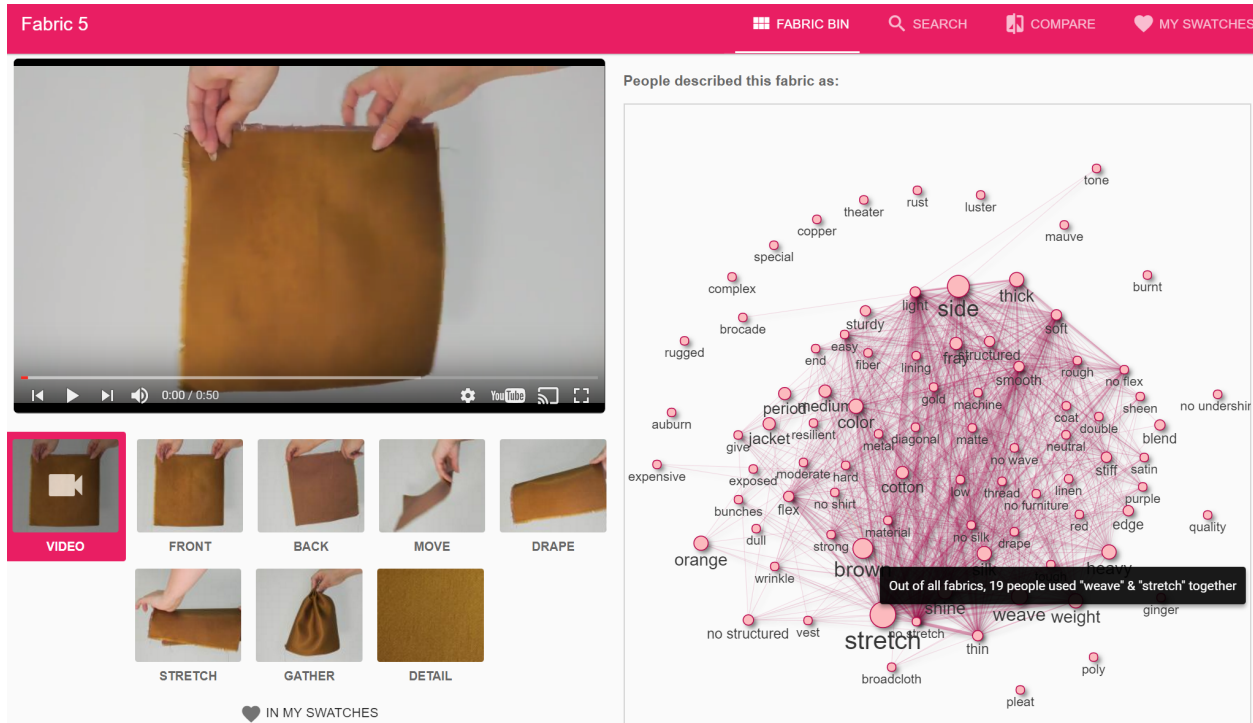 Fabric 5
FABRIC BIN
SEARCH
COMPARE
MY SWATCHES
People described this fabric as:
0:00 / 0:50
YouTube
VIDEO
FRONT
BACK
MOVE
DRAPE
STRETCH
GATHER
DETAIL
IN MY SWATCHES
tone
rust
luster
theater
copper
mauve
special
complex
burnt
light
side
thick
brocade
sturdy
soft
rugged
easy
end
fiber
lining
fray
structured
smooth
rough
no flex
gold
machine
sheen
no undershir
period
medium
color
coat
double
auburn
jacket
resilient
metal
diagonal
matte
neutral
blend
give
no wave
expensive
exposed
moderate
hard
stiff
satin
cotton
low
thread
linen
purple
bunches
flex
no shirt
no furniture
dull
material
red
edge
quality
strong
no silk
drape
orange
brown
silk
heavy
wrinkle
Out of all fabrics, 19 people used "weave" & "stretch" together
shine
weave
weight
ginger
no structured
vest
stretch
no stretch
thin
broadcloth
poly
pleat